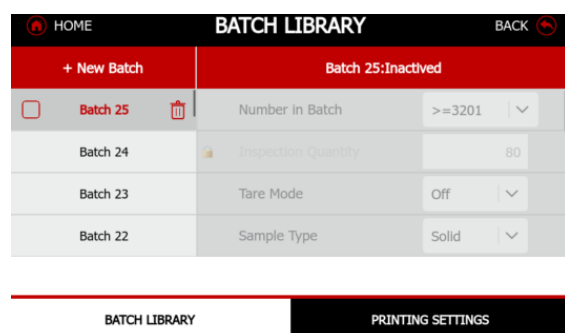 HOME BATCH LIBRARY BACK
+ New Batch Batch 25:Inactived
Batch 25 Number in Batch >=3201
Batch 24 Inspection Quantity 80
Batch 23 Tare Mode Off
Batch 22 Sample Type Solid
BATCH LIBRARY PRINTING SETTINGS